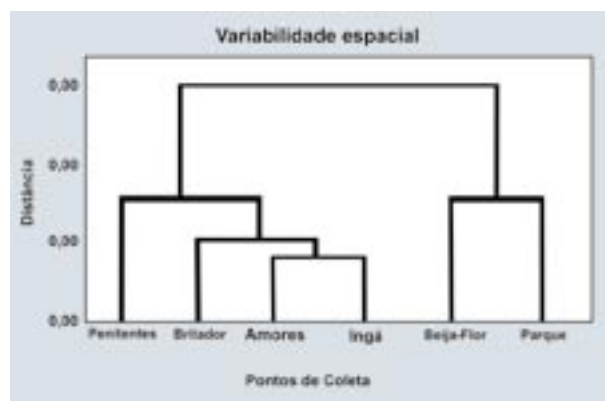 Variabilidade espacial
0,00
0,00
Distância
0,00
0,00
Penitentes Britador Amores Ingá Beija-Flor Parque
Pontos de Coleta